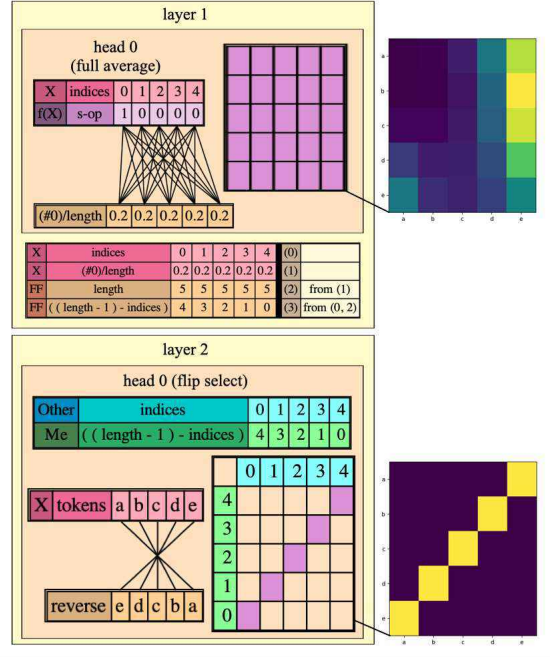 layer 1
head 0
(full average)
X indices 0 1 2 3 4
f(X) s-op 1 0 0 0 0
(#0)/length 0.2 0.2 0.2 0.2 0.2
a
b
c
d
e
a b c d e
X indices 0 1 2 3 4 (0)
X (#0)/length 0.2 0.2 0.2 0.2 0.2 (1)
FF length 5 5 5 5 5 (2) from (1)
FF ( ( length - 1 ) - indices ) 4 3 2 1 0 (3) from (0, 2)
layer 2
head 0 (flip select)
Other indices 0 1 2 3 4
Me ( ( length - 1 ) - indices ) 4 3 2 1 0
X tokens a b c d e
reverse e d c b a
0 1 2 3 4
4
3
2
1
0
a
b
c
d
e
a b c d e